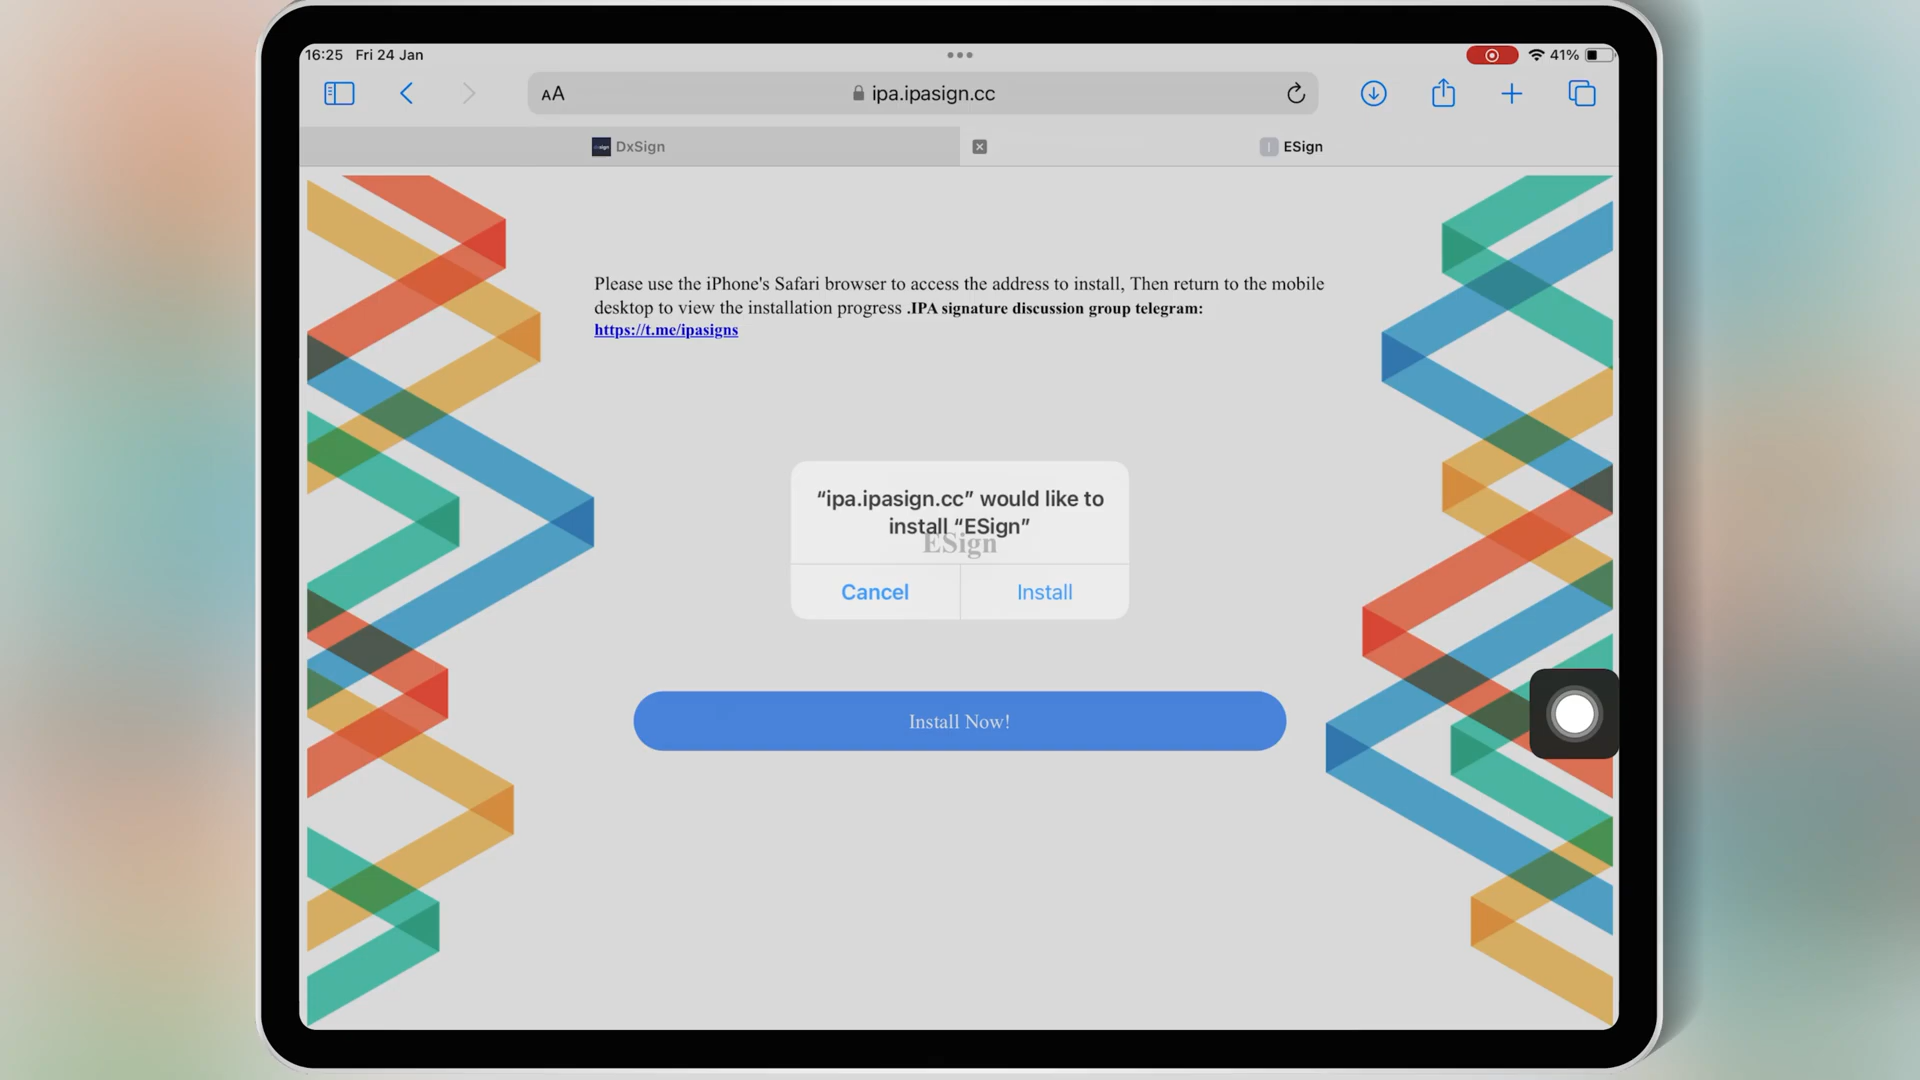 16:25 Fri 24 Jan
41%
AA
ipa.ipasign.cc
DxSign
ESign
Please use the iPhone's Safari browser to access the address to install, Then return to the mobile
desktop to view the installation progress .IPA signature discussion group telegram:
https://t.me/ipasigns
“ipa.ipasign.cc” would like to
install “ESign”
ESign
Cancel
Install
Install Now!